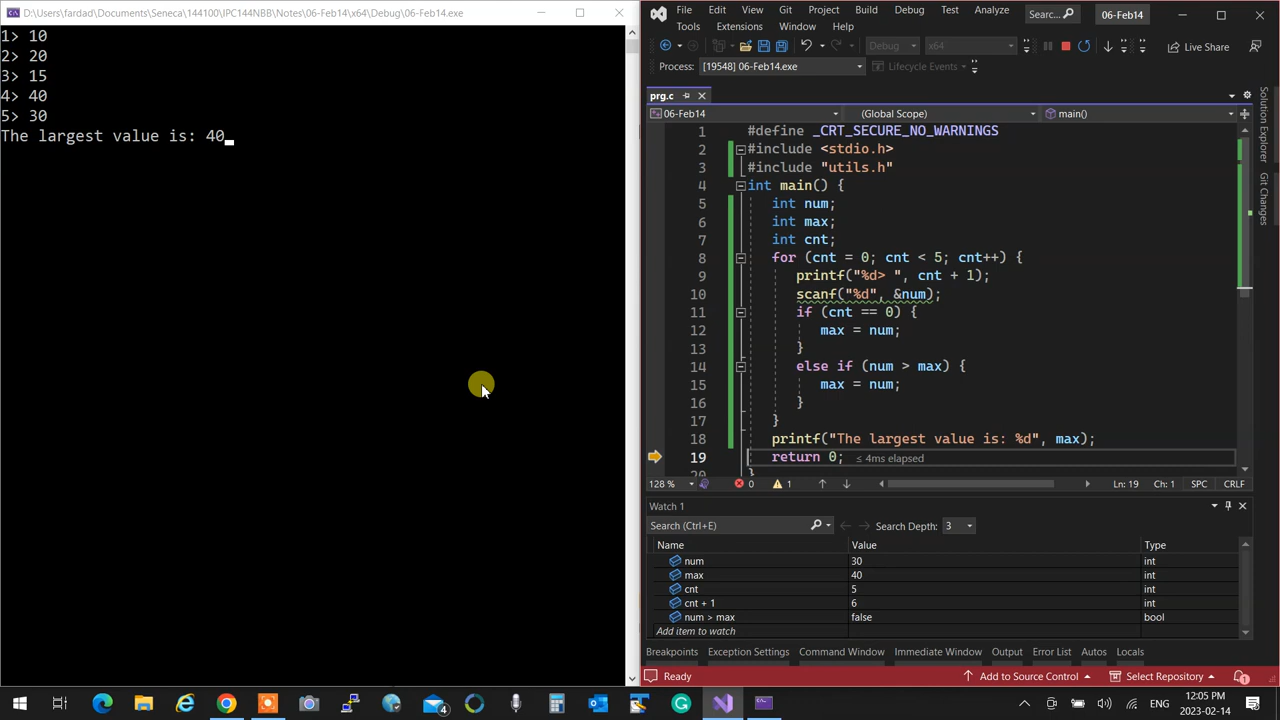 D:\Users\fardad\Documents\Seneca\144100\IPC144NBB\Notes\06-Feb14\x64\Debug\06-Feb14.exe
1> 10
2> 20
3> 15
4> 40
5> 30
The largest value is: 40
File Edit View Git Project Build Debug Test Analyze Searc... 06-Feb14
Tools Extensions Window Help
Debug x64 Live Share
Process: [19548] 06-Feb14.exe Lifecycle Events
prg.c
06-Feb14 (Global Scope) main()
1 #define _CRT_SECURE_NO_WARNINGS
2 #include <stdio.h>
3 #include "utils.h"
4 int main() {
5 int num;
6 int max;
7 int cnt;
8 for (cnt = 0; cnt < 5; cnt++) {
9 printf("%d> ", cnt + 1);
10 scanf("%d", &num);
11 if (cnt == 0) {
12 max = num;
13 }
14 else if (num > max) {
15 max = num;
16 }
17 }
18 printf("The largest value is: %d", max);
19 return 0; ≤ 4ms elapsed
20 }
Solution Explorer
Git Changes
128 % 0 1 Ln: 19 Ch: 1 SPC CRLF
Watch 1
Search (Ctrl+E) Search Depth: 3
Name Value Type
num 30 int
max 40 int
cnt 5 int
cnt + 1 6 int
num > max false bool
Add item to watch
Breakpoints Exception Settings Command Window Immediate Window Output Error List Autos Locals
Ready Add to Source Control Select Repository 1
4 ENG 12:05 PM
2023-02-14